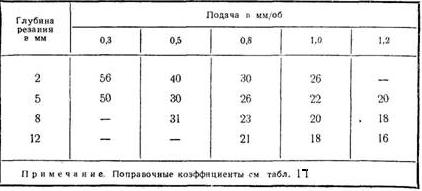 Глубина резания в мм | Подача в мм/об
0,3 | 0,5 | 0,8 | 1,0 | 1,2
2 | 56 | 40 | 30 | 26 | —
5 | 50 | 30 | 26 | 22 | 20
8 | — | 31 | 23 | 20 | 18
12 | — | — | 21 | 18 | 16
Примечание. Поправочные коэффициенты см табл. 17